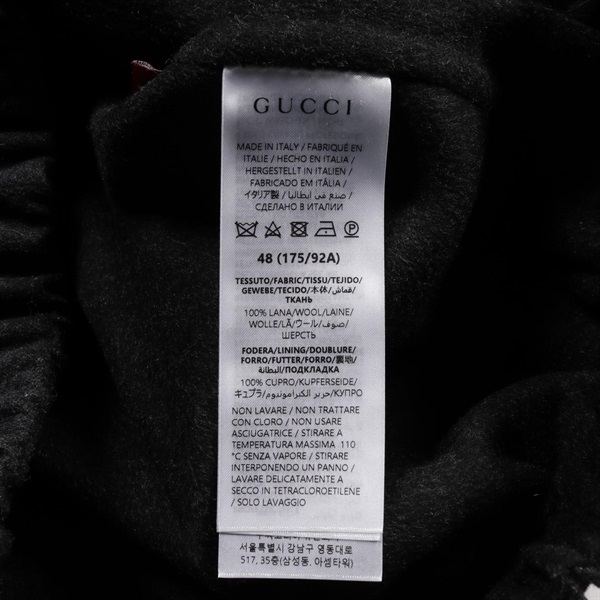 GUCCI
MADE IN ITALY / FABRIQUÉ EN
ITALIE / HECHO EN ITALIA /
HERGESTELLT IN ITALIEN /
FABRICADO EM ITÁLIA /
イタリア製 / صنع في إيطاليا /
СДЕЛАНО В ИТАЛИИ
48 (175/92A)
TESSUTO/FABRIC/TISSU/TEJIDO/
GEWEBE/TECIDO/本体/قماش/
ТКАНЬ
100% LANA/WOOL/LAINE/
WOLLE/LÃ/ウール/صوف/
ШЕРСТЬ
FODERA/LINING/DOUBLURE/
FORRO/FUTTER/FORRO/裏地/
البطانة/ПОДКЛАДКА
100% CUPRO/KUPFERSEIDE/
キュプラ/حرير الكبرامونيوم/КУПРО
NON LAVARE / NON TRATTARE
CON CLORO / NON USARE
ASCIUGATRICE / STIRARE A
TEMPERATURA MASSIMA 110
°C SENZA VAPORE / STIRARE
INTERPONENDO UN PANNO /
LAVARE DELICATAMENTE A
SECCO IN TETRACLOROETILENE
/ SOLO LAVAGGIO
서울특별시 강남구 영동대로
517, 35층(삼성동, 아셈타워)